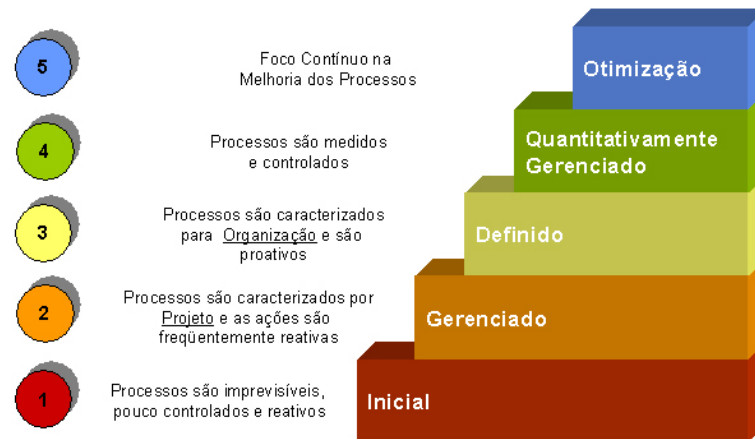 5
Foco Contínuo na
Melhoria dos Processos
Otimização
4
Processos são medidos
e controlados
Quantitativamente
Gerenciado
3
Processos são caracterizados
para Organização e são
proativos
Definido
2
Processos são caracterizados por
Projeto e as ações são
freqüentemente reativas
Gerenciado
1
Processos são imprevisíveis,
pouco controlados e reativos
Inicial